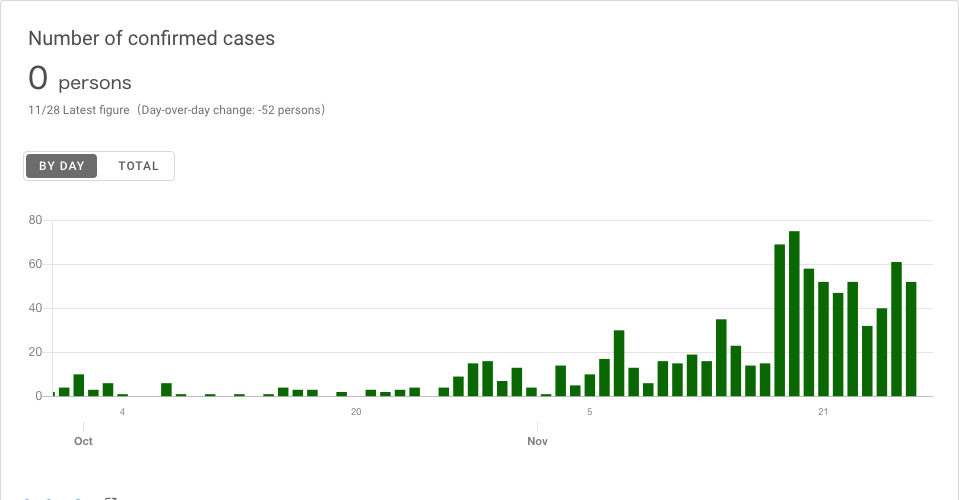 Number of confirmed cases
0 persons
11/28 Latest figure（Day-over-day change: -52 persons）
BY DAY TOTAL
80
60
40
20
0
4 20 5 21
Oct Nov